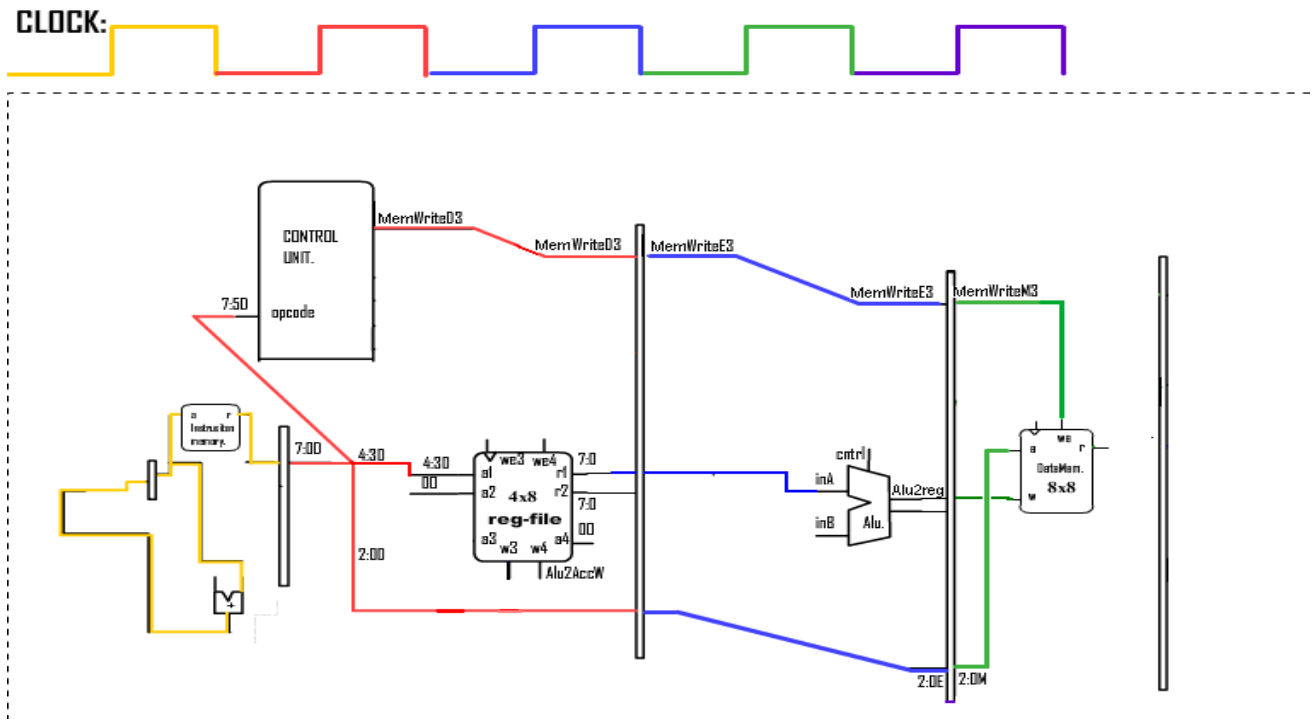 CLOCK:
MemWriteD3
CONTROL
UNIT.
MemWriteD3
MemWriteE3
MemWriteE3
MemWriteM3
7:5D
opcode
a r
Instruction
memory.
7:0D
4:3D
4:3D
we3 we4
7:0
cntrl
we
a1
r1
a
r
0D
a2
4x8
r2
inA
Alu2reg
DataMem.
8x8
7:0
w
reg-file
0D
inB
Alu.
a3
a4
2:0D
w3 w4
Alu2AccW
+
2:0E
2:0M